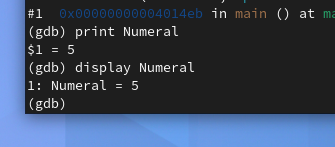 #1  0x00000000004014eb in main () at ma
(gdb) print Numeral
$1 = 5
(gdb) display Numeral
1: Numeral = 5
(gdb)